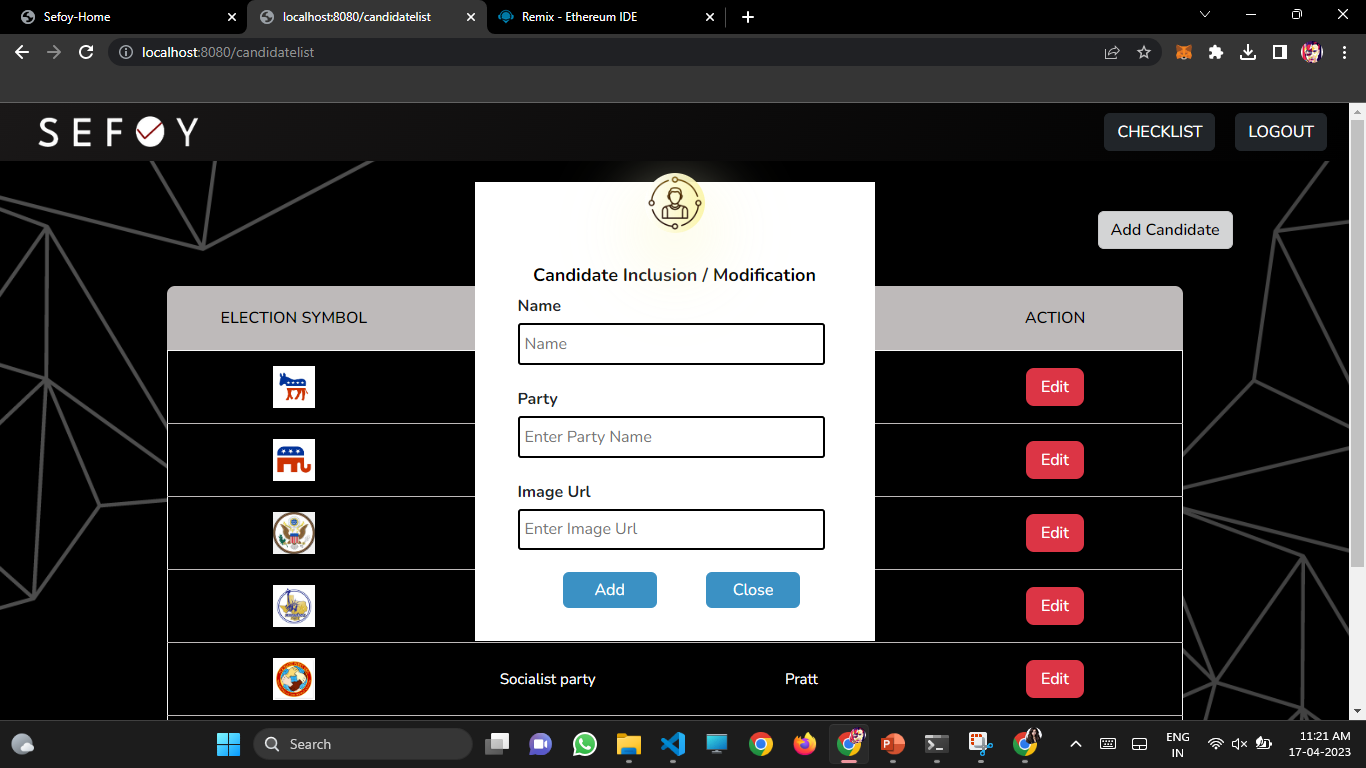 Sefoy-Home
localhost:8080/candidatelist
Remix - Ethereum IDE
localhost:8080/candidatelist
SEFOY
CHECKLIST
LOGOUT
Add Candidate
Candidate Inclusion / Modification
Name
Name
Party
Enter Party Name
Image Url
Enter Image Url
Add
Close
ELECTION SYMBOL
ACTION
Edit
Edit
Edit
Edit
Socialist party
Pratt
Edit
Search
ENG
IN
11:21 AM
17-04-2023